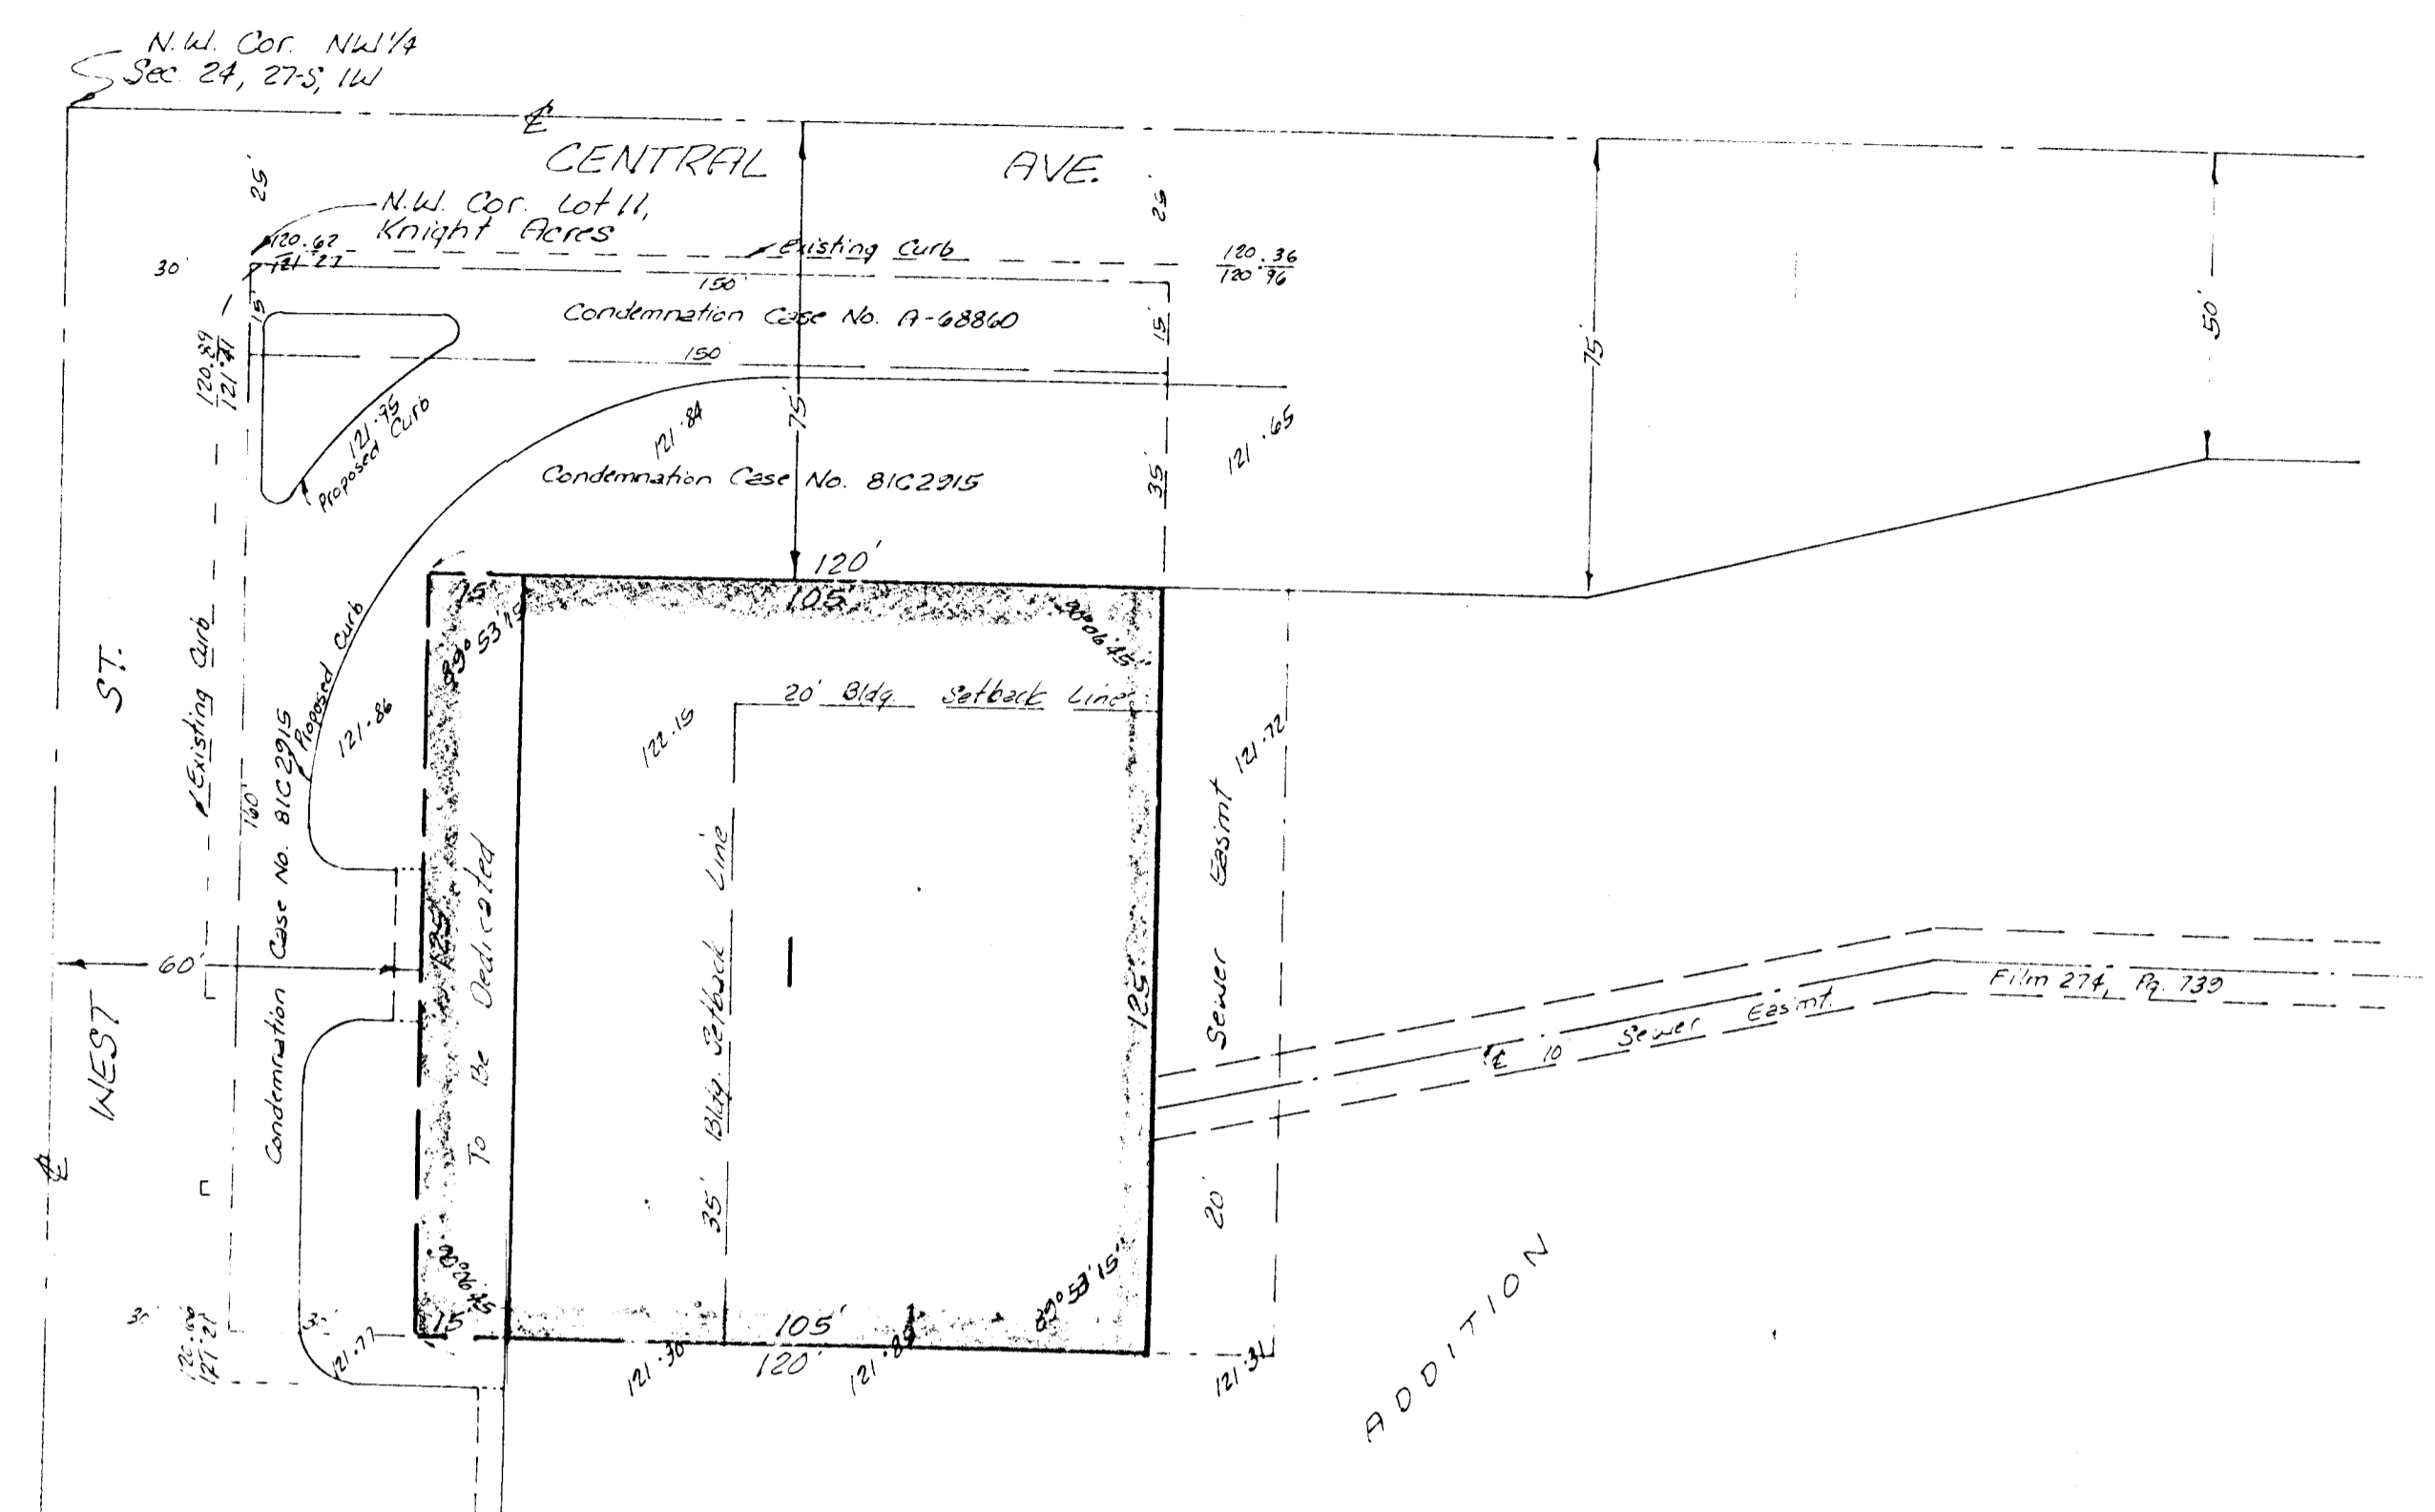 N.W. Cor. NW1/4
Sec. 24, 27-S, 1W
℄
CENTRAL AVE.
25'
25'
N.W. Cor. Lot 11,
Knight Acres
120.62
121.27
Existing Curb
120.36
120.96
30'
150'
15'
Condemnation Case No. A-68860
15'
150'
120.89
121.41
121.95
Proposed Curb
121.84
75'
75'
50'
121.65
35'
Condemnation Case No. 81C2915
120'
15'
105'
89°53'15"
90°06'45"
20' Bldg. Setback Line
ST.
WEST
℄
Existing Curb
160'
Condemnation Case No. 81C2915
Proposed Curb
121.86
122.15
121.72
To Be Dedicated
125'
35' Bldg. Setback Line
125'
Sewer Easmt
20'
60'
℄ 10' Sewer Easmt.
Film 274, Pg. 739
90°06'45"
89°53'15"
15'
105'
120'
121.77
121.30
121.31
121.21
ADDITION